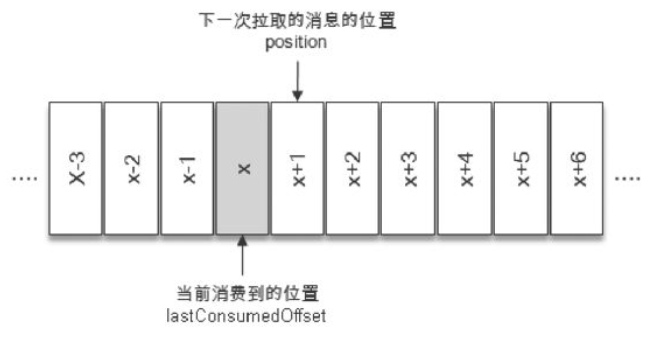 下一次拉取的消息的位置
position
.... X-3 x-2 x-1 x x+1 x+2 x+3 x+4 x+5 x+6 ....
当前消费到的位置
lastConsumedOffset